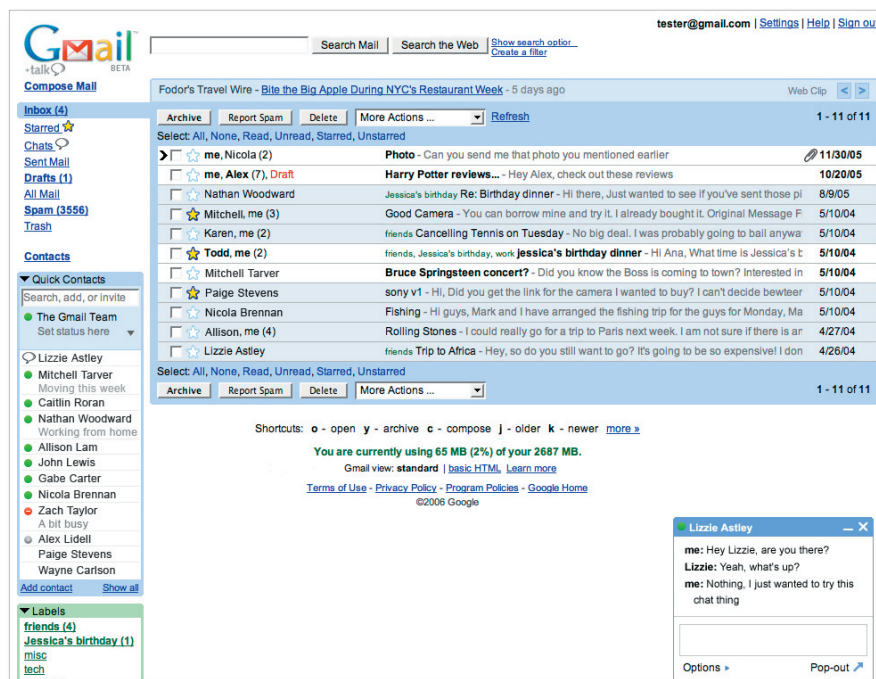 tester@gmail.com | Settings | Help | Sign out
Gmail
+talk BETA
Search Mail Search the Web Show search option
Create a filter
Compose Mail
Inbox (4)
Starred
Chats
Sent Mail
Drafts (1)
All Mail
Spam (3556)
Trash
Contacts
Quick Contacts
Search, add, or invite
The Gmail Team
Set status here
Lizzie Astley
Mitchell Tarver
Moving this week
Caitlin Roran
Nathan Woodward
Working from home
Allison Lam
John Lewis
Gabe Carter
Nicola Brennan
Zach Taylor
A bit busy
Alex Lidell
Paige Stevens
Wayne Carlson
Add contact Show all
Labels
friends (4)
Jessica's birthday (1)
misc
tech
Fodor's Travel Wire - Bite the Big Apple During NYC's Restaurant Week - 5 days ago Web Clip < >
Archive Report Spam Delete More Actions ... Refresh 1 - 11 of 11
Select: All, None, Read, Unread, Starred, Unstarred
me, Nicola (2) Photo - Can you send me that photo you mentioned earlier 11/30/05
me, Alex (7), Draft Harry Potter reviews... - Hey Alex, check out these reviews 10/20/05
Nathan Woodward Jessica's birthday Re: Birthday dinner - Hi there, Just wanted to see if you've sent those pi 8/9/05
Mitchell, me (3) Good Camera - You can borrow mine and try it. I already bought it. Original Message F 5/10/04
Karen, me (2) friends Cancelling Tennis on Tuesday - No big deal. I was probably going to bail anywa 5/10/04
Todd, me (2) friends, Jessica's birthday, work jessica's birthday dinner - Hi Ana, What time is Jessica's b 5/10/04
Mitchell Tarver Bruce Springsteen concert? - Did you know the Boss is coming to town? Interested in 5/10/04
Paige Stevens sony v1 - Hi, Did you get the link for the camera I wanted to buy? I can't decide bewteer 5/10/04
Nicola Brennan Fishing - Hi guys, Mark and I have arranged the fishing trip for the guys for Monday, Ma 5/10/04
Allison, me (4) Rolling Stones - I could really go for a trip to Paris next week. I am not sure if there is an 4/27/04
Lizzie Astley friends Trip to Africa - Hey, so do you still want to go? It's going to be so expensive! I don 4/26/04
Select: All, None, Read, Unread, Starred, Unstarred
Archive Report Spam Delete More Actions ... 1 - 11 of 11
Shortcuts: o - open y - archive c - compose j - older k - newer more »
You are currently using 65 MB (2%) of your 2687 MB.
Gmail view: standard | basic HTML Learn more
Terms of Use - Privacy Policy - Program Policies - Google Home
©2006 Google
Lizzie Astley
me: Hey Lizzie, are you there?
Lizzie: Yeah, what's up?
me: Nothing, I just wanted to try this
chat thing
Options Pop-out